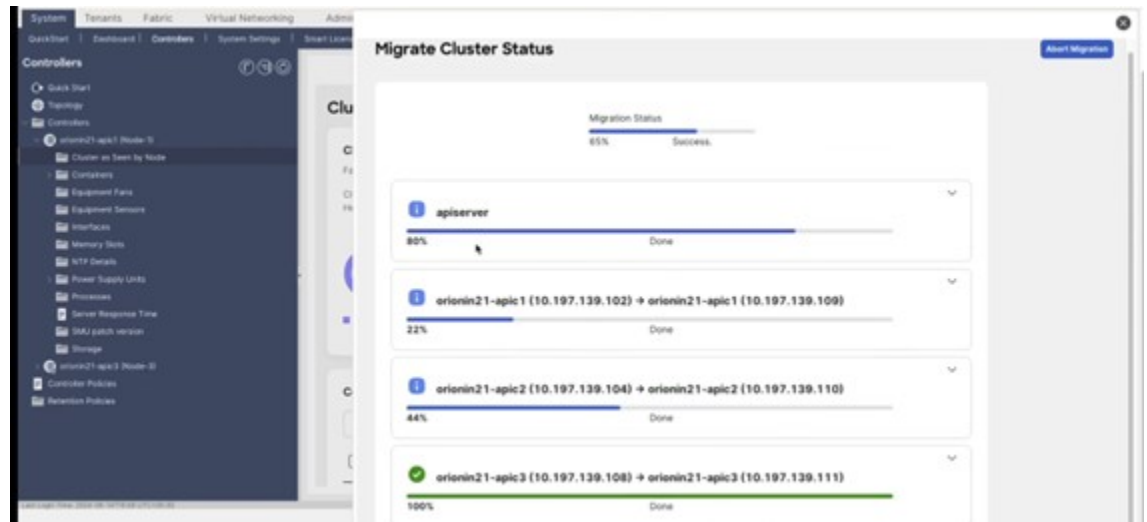 System Tenants Fabric Virtual Networking Admi
QuickStart | Dashboard | Controllers | System Settings | Smart Licen
Controllers
Quick Start
Topology
Controllers
orionin21-apic1 (Node-1)
Cluster as Seen by Node
Containers
Equipment Fans
Equipment Sensors
Interfaces
Memory Slots
NTP Details
Power Supply Units
Processes
Server Response Time
SMU patch version
Storage
orionin21-apic3 (Node-3)
Controller Policies
Retention Policies
Clu
Migrate Cluster Status
Abort Migration
Migration Status
65% Success.
apiserver
80% Done
orionin21-apic1 (10.197.139.102) → orionin21-apic1 (10.197.139.109)
22% Done
orionin21-apic2 (10.197.139.104) → orionin21-apic2 (10.197.139.110)
44% Done
orionin21-apic3 (10.197.139.108) → orionin21-apic3 (10.197.139.111)
100% Done